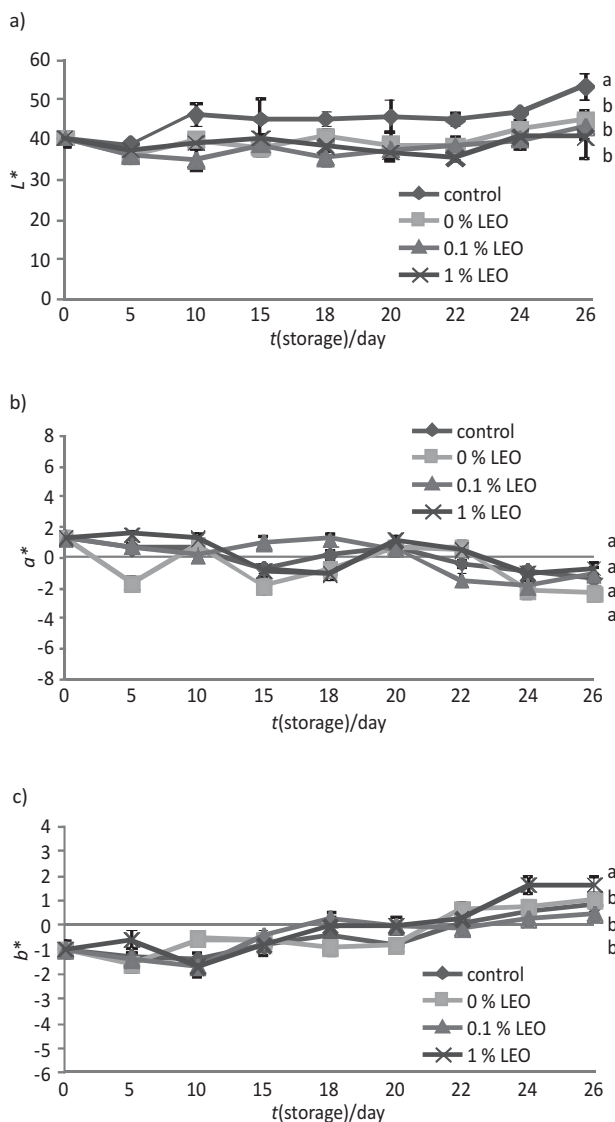 a)
60
50
40
30
20
10
0
L*
a
b
b
b
control
0 % LEO
0.1 % LEO
1 % LEO
0 5 10 15 18 20 22 24 26
t(storage)/day
b)
8
6
4
2
0
-2
-4
-6
-8
a*
control
0 % LEO
0.1 % LEO
1 % LEO
a
a
a
a
0 5 10 15 18 20 22 24 26
t(storage)/day
c)
4
3
2
1
0
-1
-2
-3
-4
-5
-6
b*
a
b
b
b
control
0 % LEO
0.1 % LEO
1 % LEO
0 5 10 15 18 20 22 24 26
t(storage)/day